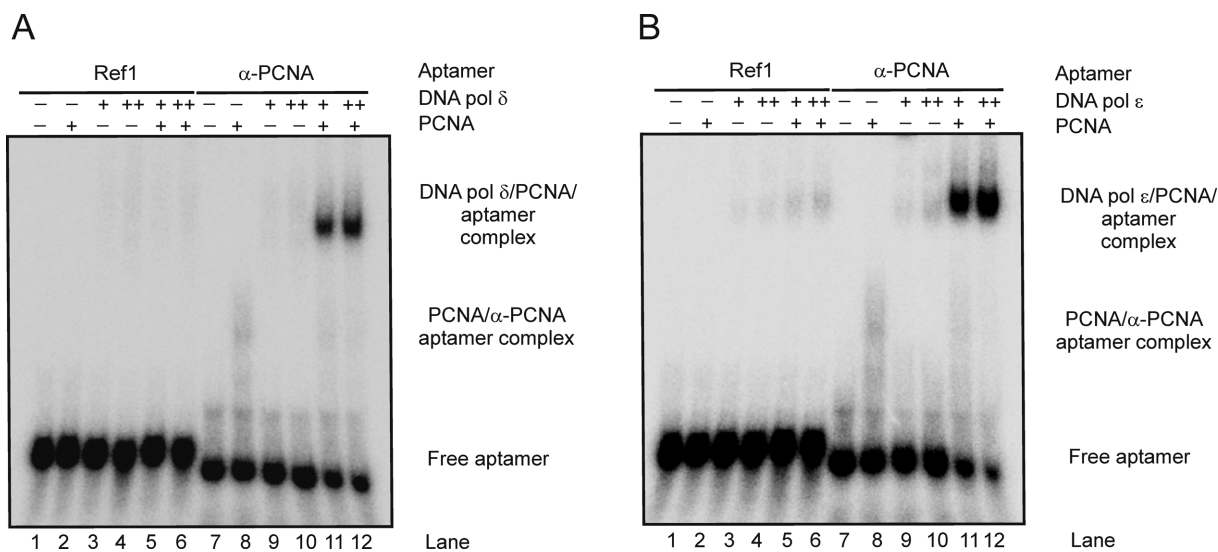 A
Ref1 α-PCNA Aptamer
– – + ++ + ++ – – + ++ + ++ DNA pol δ
– + – – + + – + – – + + PCNA
DNA pol δ/PCNA/
aptamer
complex
PCNA/α-PCNA
aptamer complex
Free aptamer
1 2 3 4 5 6 7 8 9 10 11 12 Lane
B
Ref1 α-PCNA Aptamer
– – + ++ + ++ – – + ++ + ++ DNA pol ε
– + – – + + – + – – + + PCNA
DNA pol ε/PCNA/
aptamer
complex
PCNA/α-PCNA
aptamer complex
Free aptamer
1 2 3 4 5 6 7 8 9 10 11 12 Lane